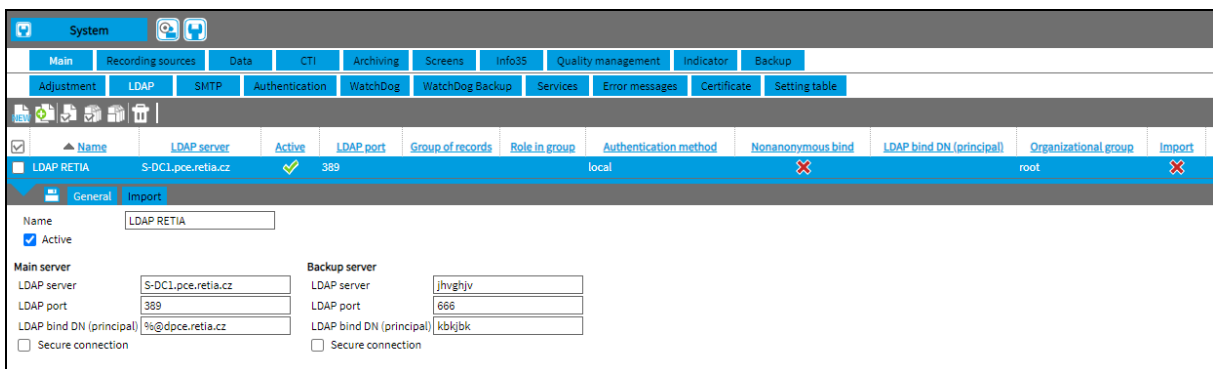 System
Main Recording sources Data CTI Archiving Screens Info35 Quality management Indicator Backup
Adjustment LDAP SMTP Authentication WatchDog WatchDog Backup Services Error messages Certificate Setting table
NEW
Name LDAP server Active LDAP port Group of records Role in group Authentication method Nonanonymous bind LDAP bind DN (principal) Organizational group Import
LDAP RETIA S-DC1.pce.retia.cz 389 local root
General Import
Name LDAP RETIA
Active
Main server Backup server
LDAP server S-DC1.pce.retia.cz LDAP server jhvghjv
LDAP port 389 LDAP port 666
LDAP bind DN (principal) %@dpce.retia.cz LDAP bind DN (principal) kbkjbk
Secure connection Secure connection